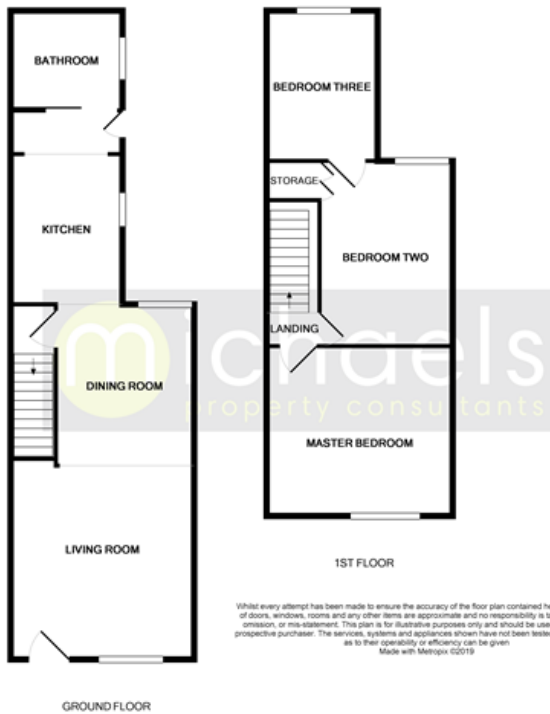 BATHROOM
KITCHEN
DINING ROOM
LIVING ROOM
GROUND FLOOR
BEDROOM THREE
STORAGE
BEDROOM TWO
LANDING
MASTER BEDROOM
1ST FLOOR
michaels
property consultants
Whilst every attempt has been made to ensure the accuracy of the floor plan contained
of doors, windows, rooms and any other items are approximate and no responsibility is
omission, or mis-statement. This plan is for illustrative purposes only and should be
prospective purchaser. The services, systems and appliances shown have not been
as to their operability or efficiency can be given
Made with Metropix ©2019